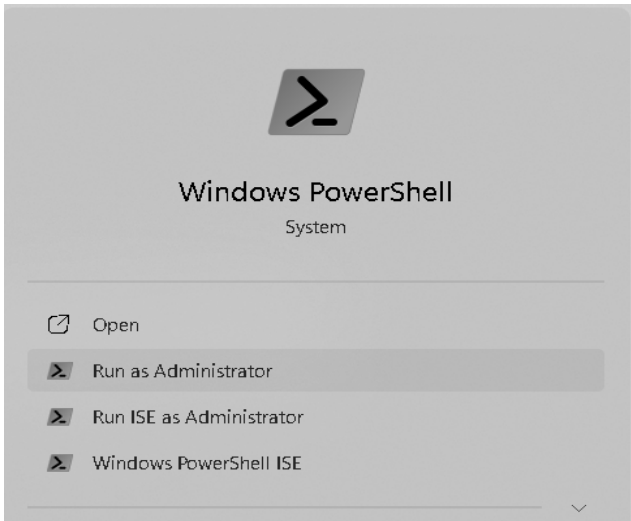 Windows PowerShell
System
Open
Run as Administrator
Run ISE as Administrator
Windows PowerShell ISE